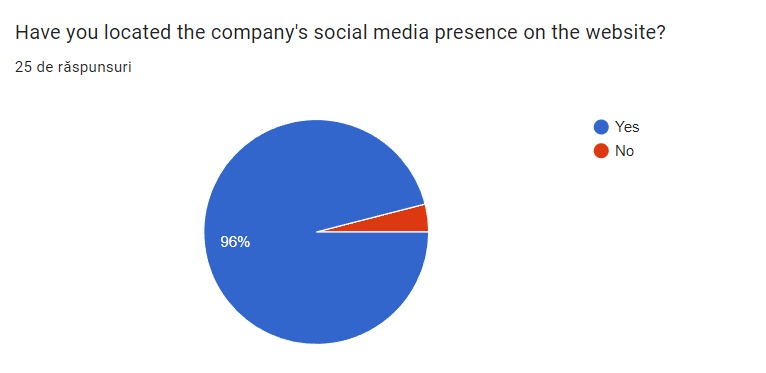 Have you located the company's social media presence on the website?
25 de răspunsuri
Yes
No
96%